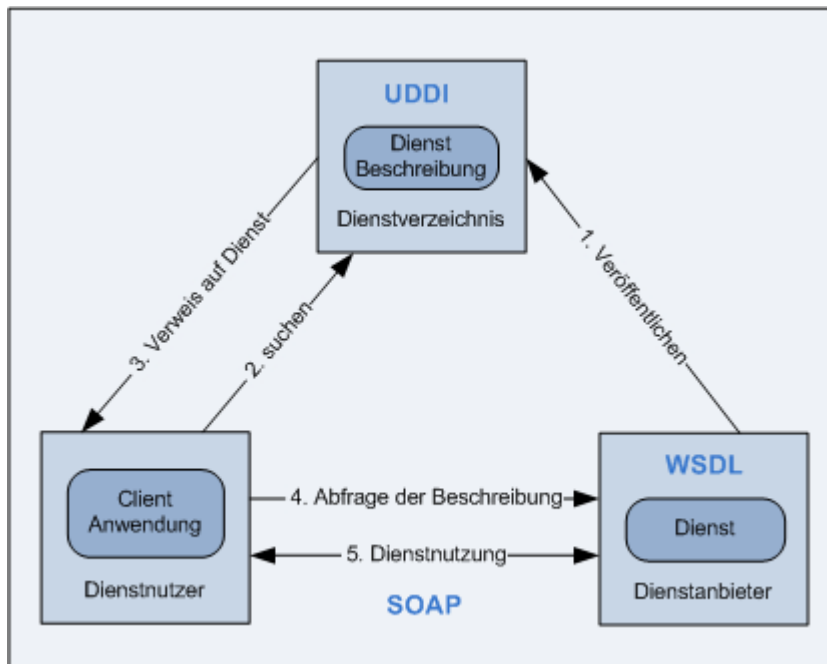 UDDI
Dienst
Beschreibung
Dienstverzeichnis
1. Veröffentlichen
2. suchen
3. Verweis auf Dienst
Client
Anwendung
Dienstnutzer
4. Abfrage der Beschreibung
5. Dienstnutzung
SOAP
WSDL
Dienst
Dienstanbieter